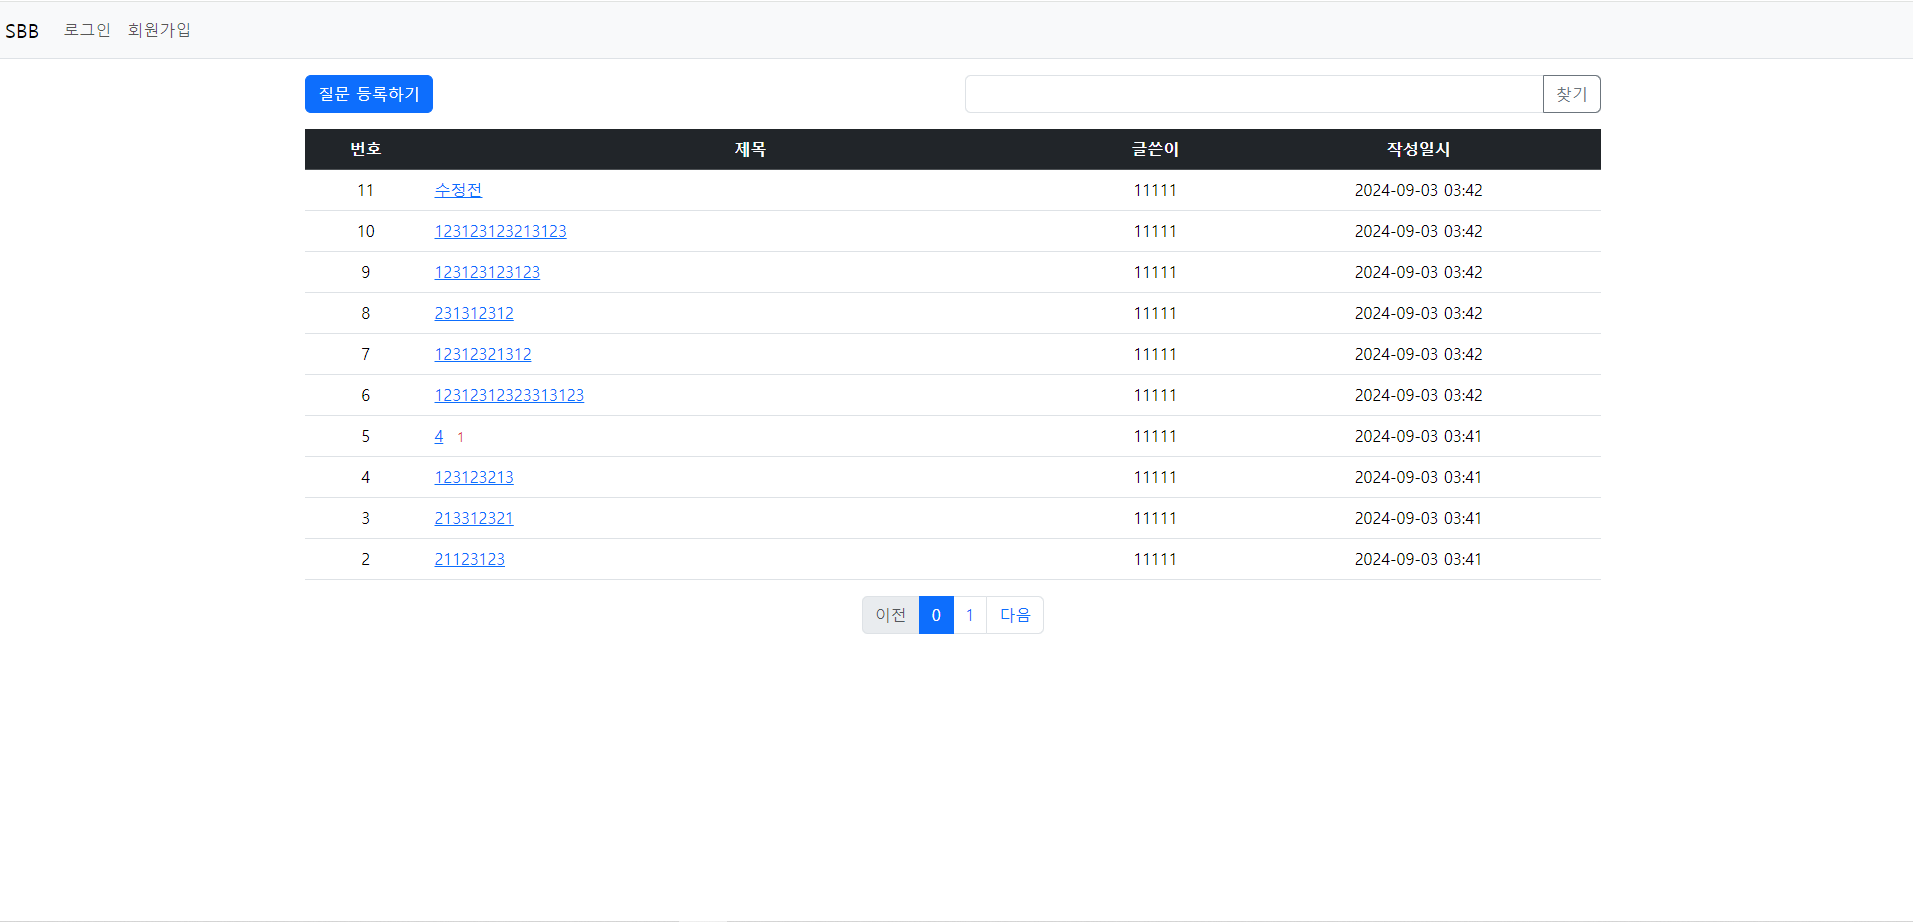 SBB 로그인 회원가입
질문 등록하기 찾기
번호 제목 글쓴이 작성일시
11 수정전 11111 2024-09-03 03:42
10 123123123213123 11111 2024-09-03 03:42
9 123123123123 11111 2024-09-03 03:42
8 231312312 11111 2024-09-03 03:42
7 12312321312 11111 2024-09-03 03:42
6 12312312323313123 11111 2024-09-03 03:42
5 4 1 11111 2024-09-03 03:41
4 123123213 11111 2024-09-03 03:41
3 213312321 11111 2024-09-03 03:41
2 21123123 11111 2024-09-03 03:41
이전 0 1 다음